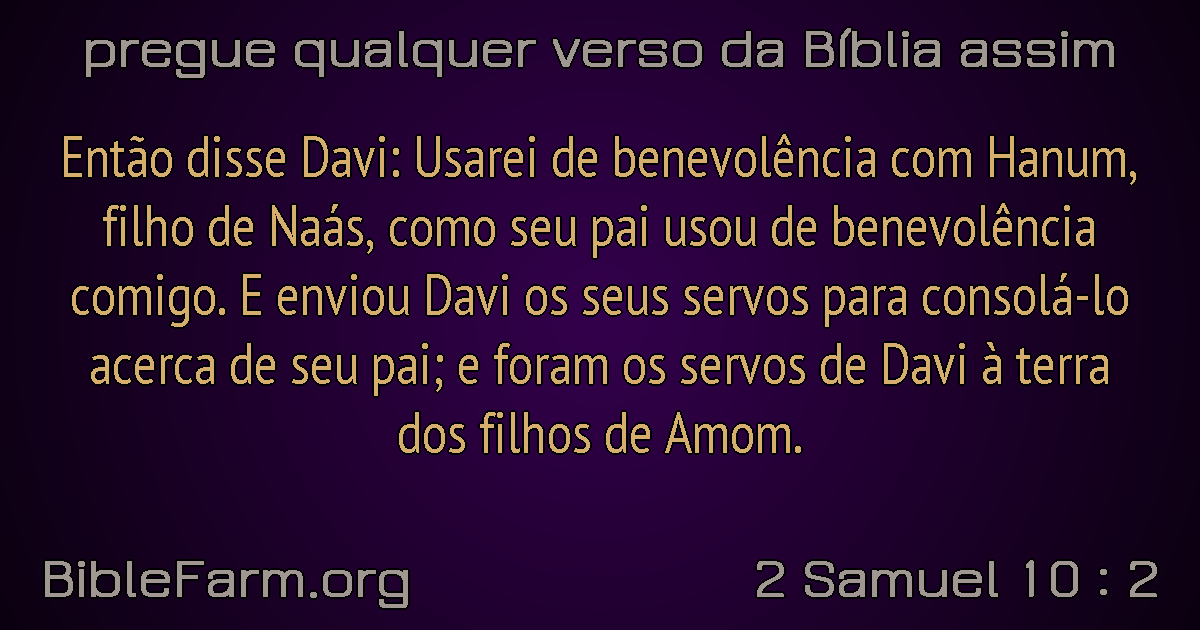 pregue qualquer verso da Bíblia assim
Então disse Davi: Usarei de benevolência com Hanum,
filho de Naás, como seu pai usou de benevolência
comigo. E enviou Davi os seus servos para consolá-lo
acerca de seu pai; e foram os servos de Davi à terra
dos filhos de Amom.
BibleFarm.org
2 Samuel 10 : 2